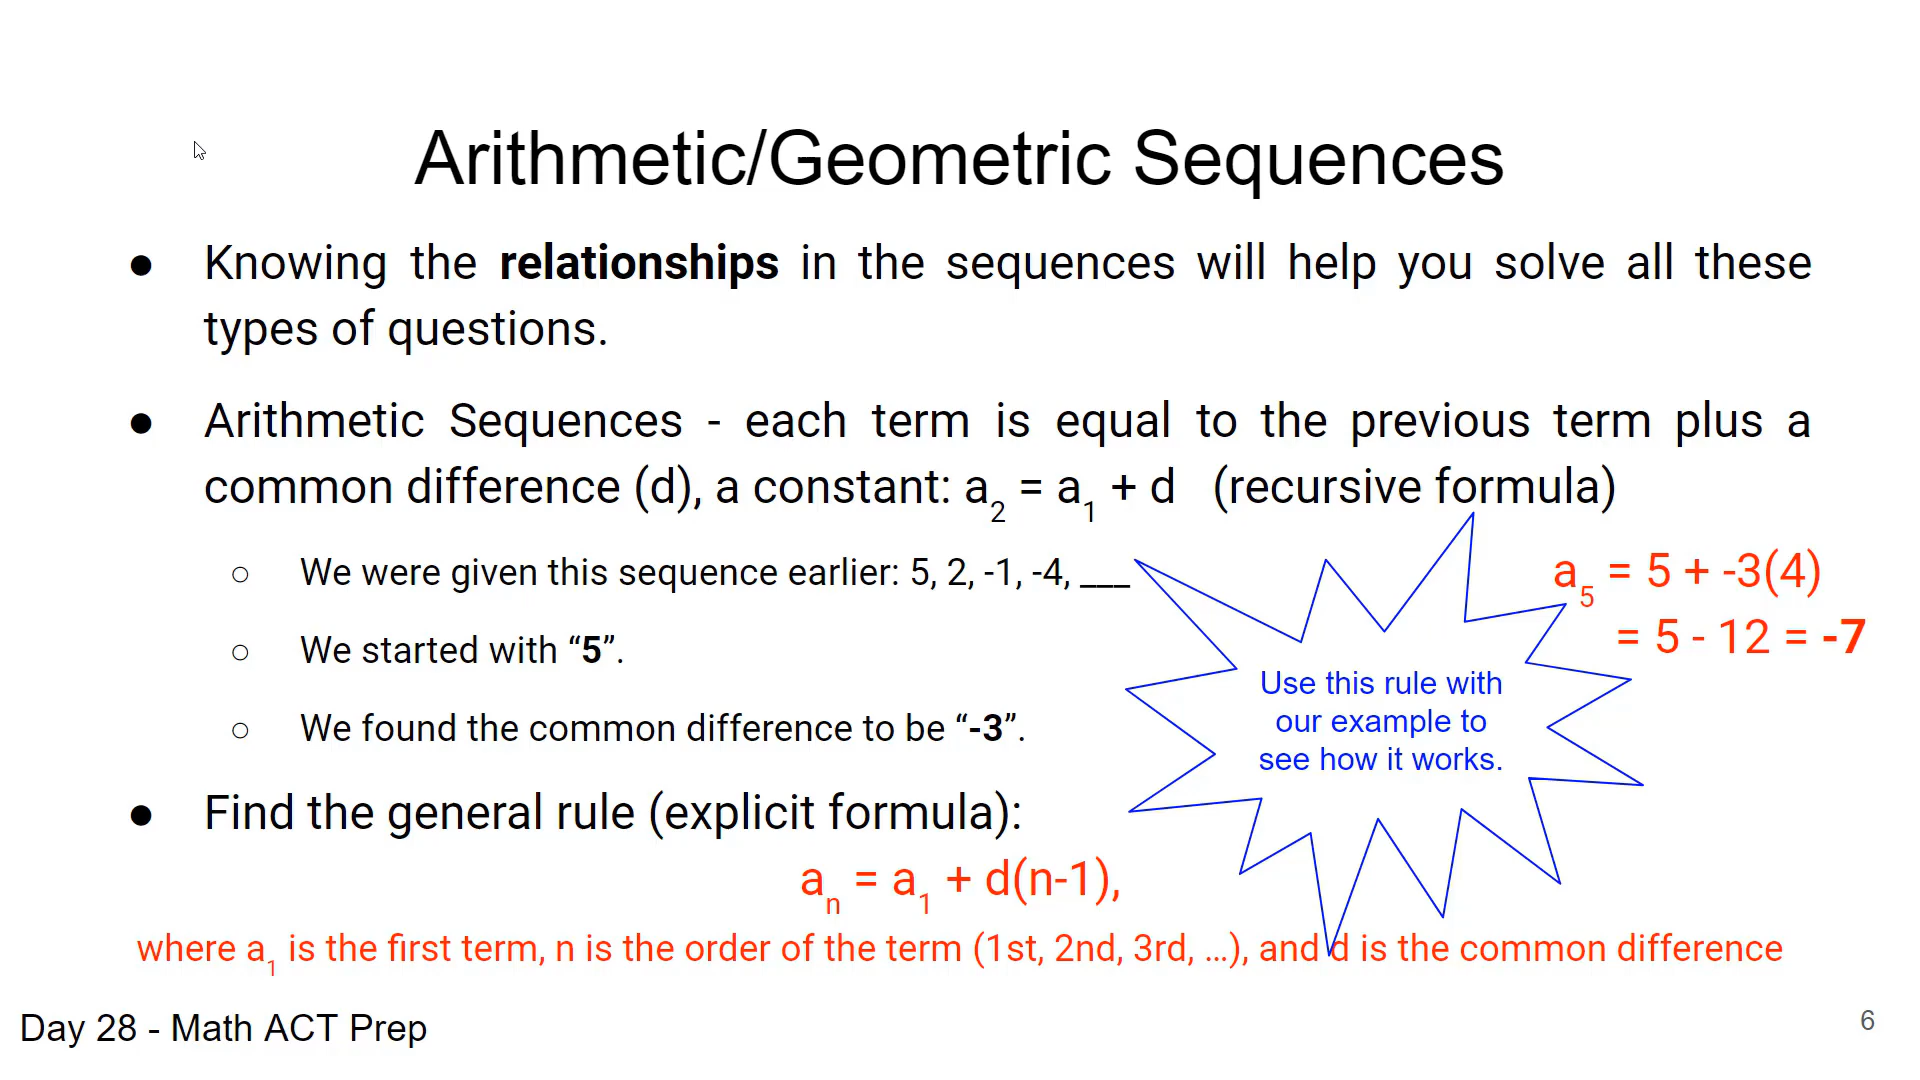 Arithmetic/Geometric Sequences
● Knowing the relationships in the sequences will help you solve all these
types of questions.
● Arithmetic Sequences - each term is equal to the previous term plus a
common difference (d), a constant: a₂ = a₁ + d (recursive formula)
○ We were given this sequence earlier: 5, 2, -1, -4, ___
○ We started with “5”.
○ We found the common difference to be “-3”.
a₅ = 5 + -3(4)
= 5 - 12 = -7
Use this rule with
our example to
see how it works.
● Find the general rule (explicit formula):
aₙ = a₁ + d(n-1),
where a₁ is the first term, n is the order of the term (1st, 2nd, 3rd, ...), and d is the common difference
Day 28 - Math ACT Prep
6